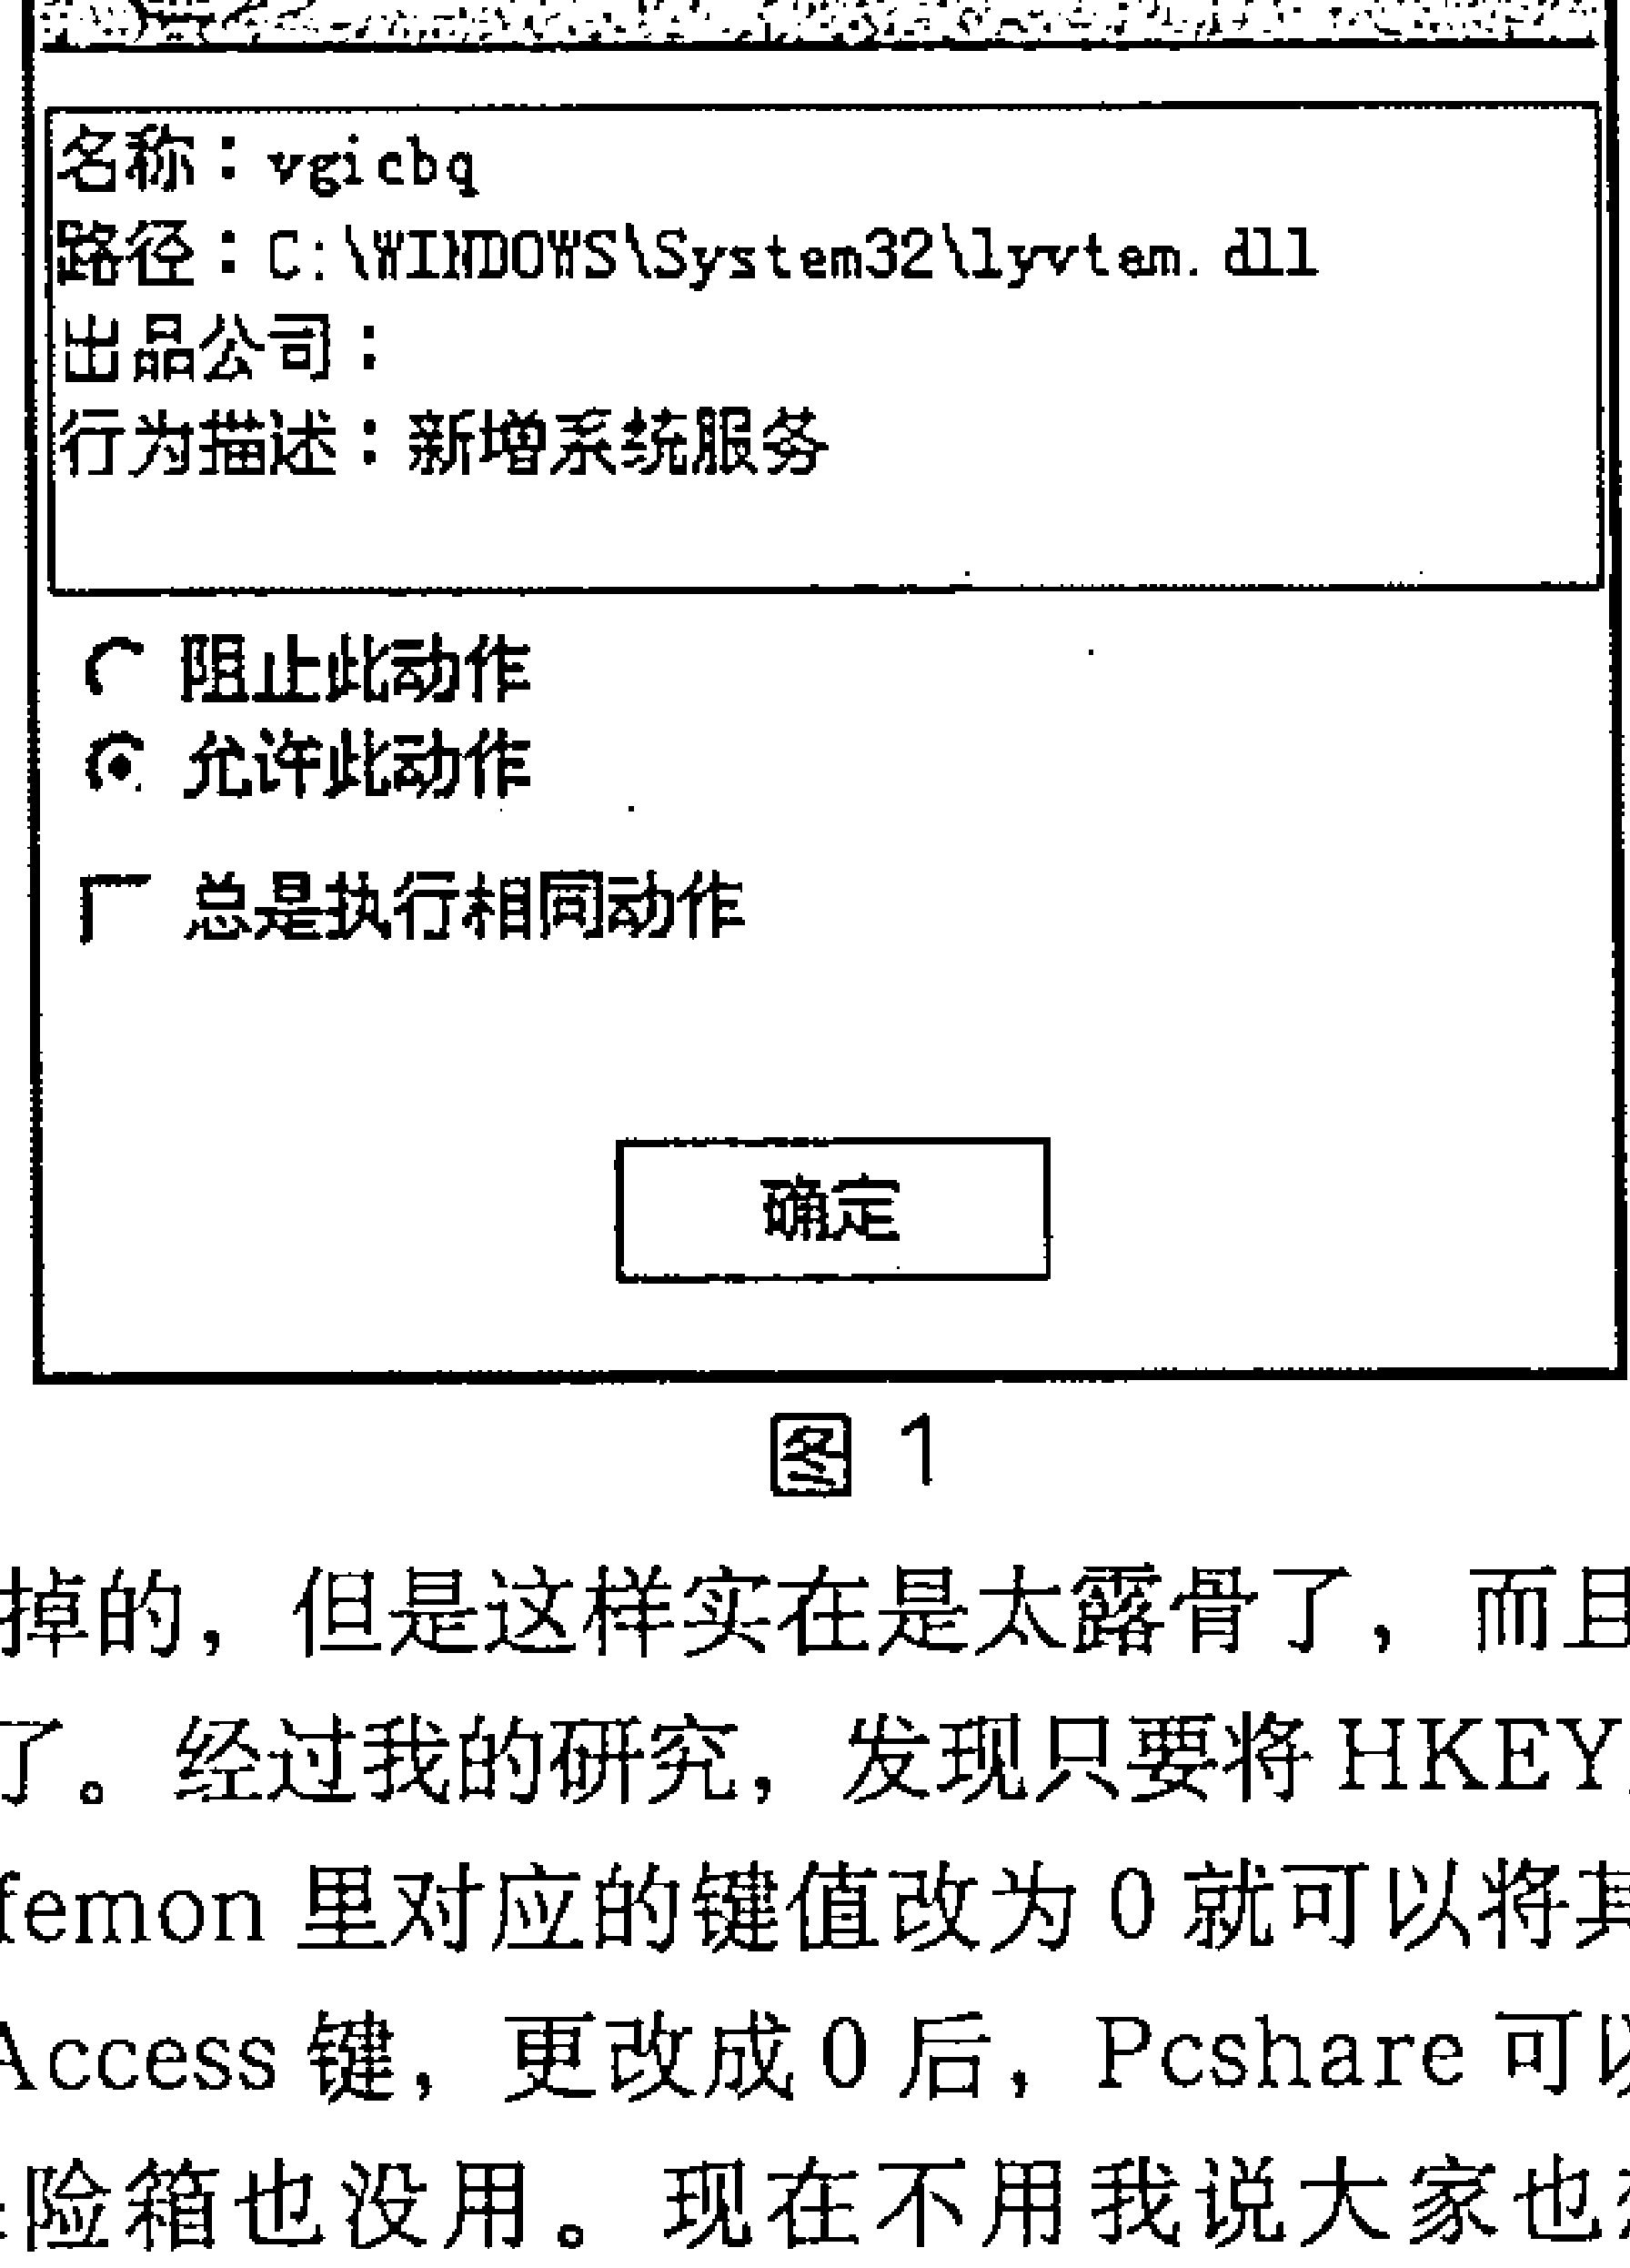 名称：vgicbq
路径：C:\WINDOWS\System32\lyvtem.dll
出品公司：
行为描述：新增系统服务
阻止此动作
允许此动作
总是执行相同动作
确定
图 1
掉的，但是这样实在是太露骨了，而且
了。经过我的研究，发现只要将 HKEY
femon 里对应的键值改为 0 就可以将其
Access 键，更改成 0 后，Pcshare 可以
险箱也没用。现在不用我说大家也